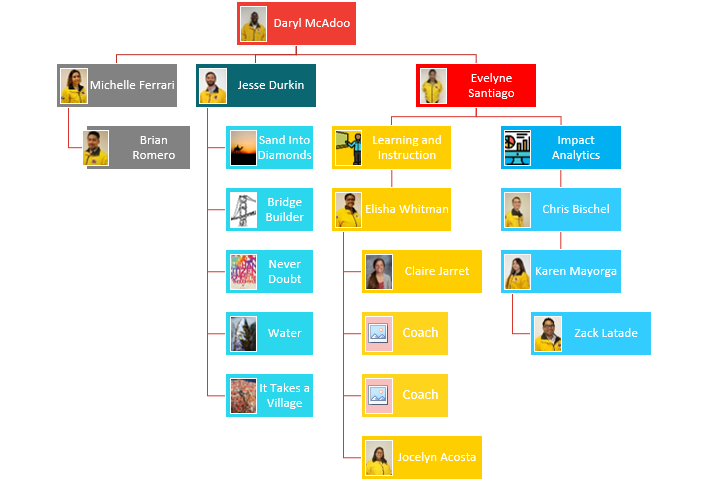 Daryl McAdoo
Michelle Ferrari
Jesse Durkin
Evelyne
Santiago
Brian
Romero
Sand Into
Diamonds
Learning and
Instruction
Impact
Analytics
Bridge
Builder
Elisha Whitman
Chris Bischel
Never
Doubt
Claire Jarret
Karen Mayorga
Water
Coach
Zack Latade
It Takes a
Village
Coach
Jocelyn Acosta